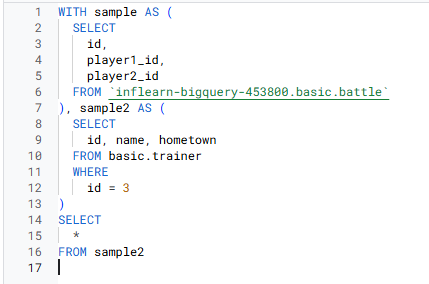 1 WITH sample AS (
2   SELECT
3     id,
4     player1_id,
5     player2_id
6   FROM `inflearn-bigquery-453800.basic.battle`
7 ), sample2 AS (
8   SELECT
9     id, name, hometown
10   FROM basic.trainer
11   WHERE
12     id = 3
13 )
14 SELECT
15   *
16 FROM sample2
17